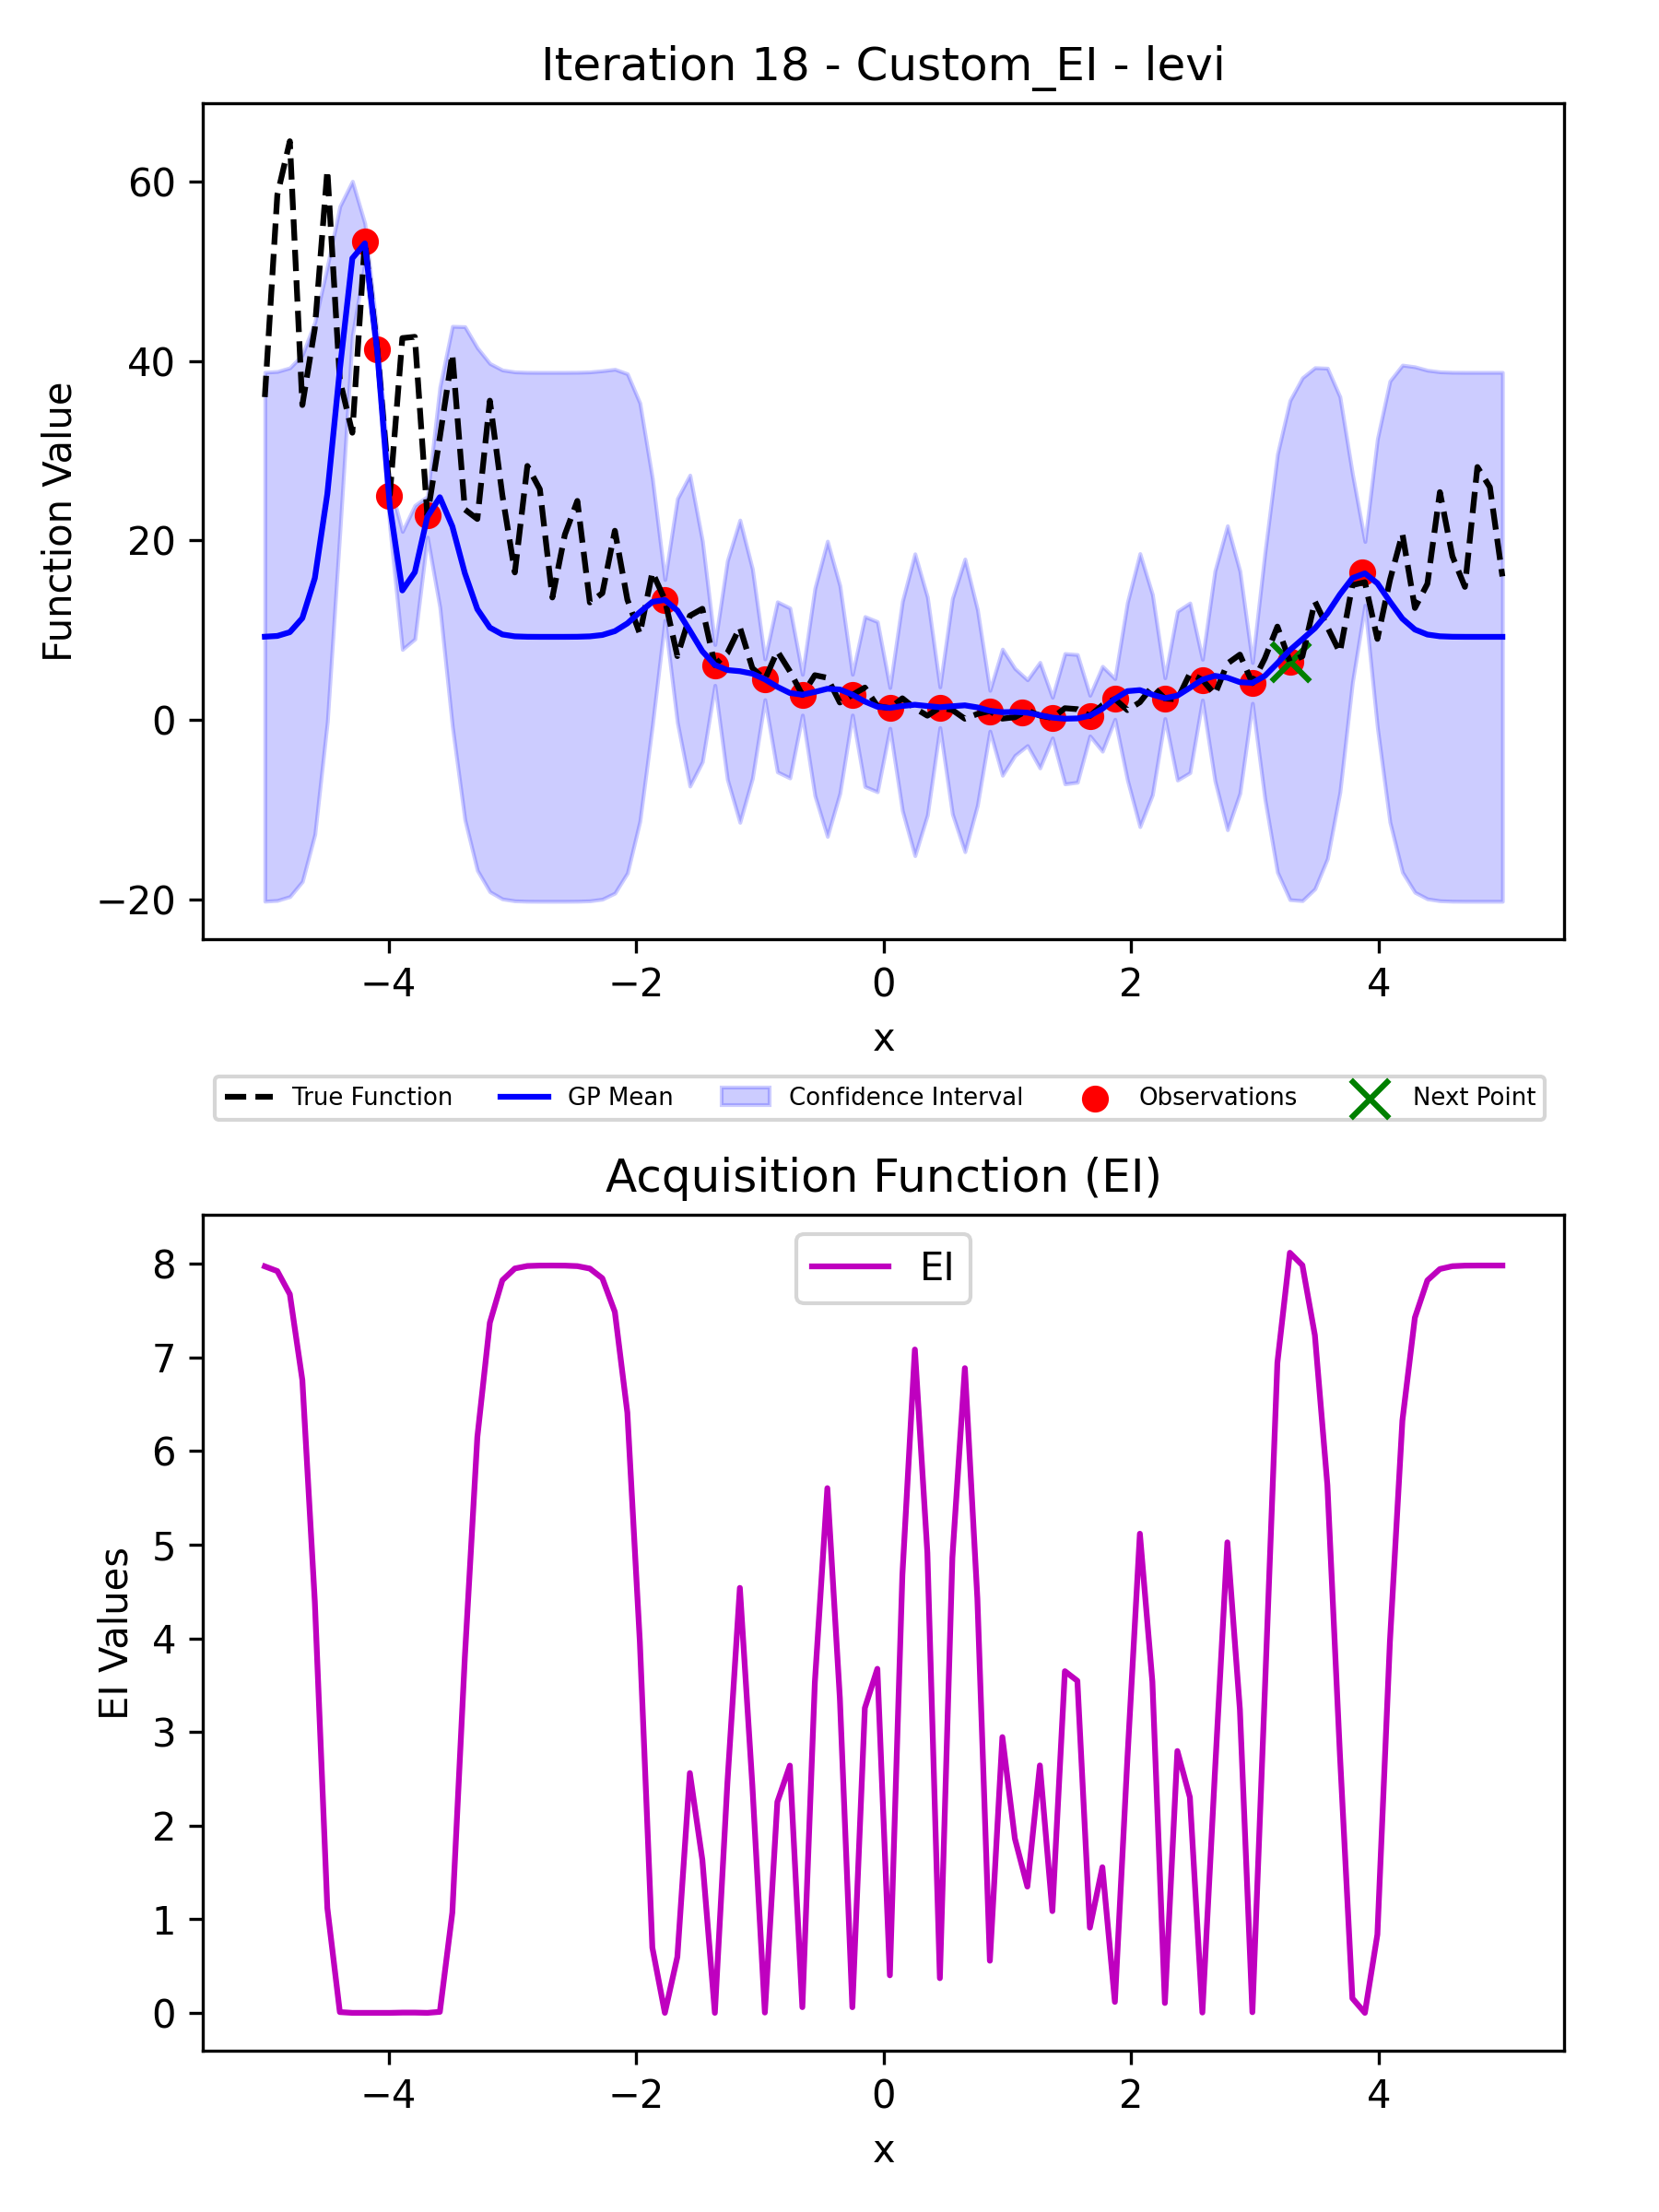 Iteration 18 - Custom_EI - levi
Function Value
60
40
20
0
−20
−4 −2 0 2 4
x
True Function GP Mean Confidence Interval Observations Next Point
Acquisition Function (EI)
EI
EI Values
8
7
6
5
4
3
2
1
0
−4 −2 0 2 4
x